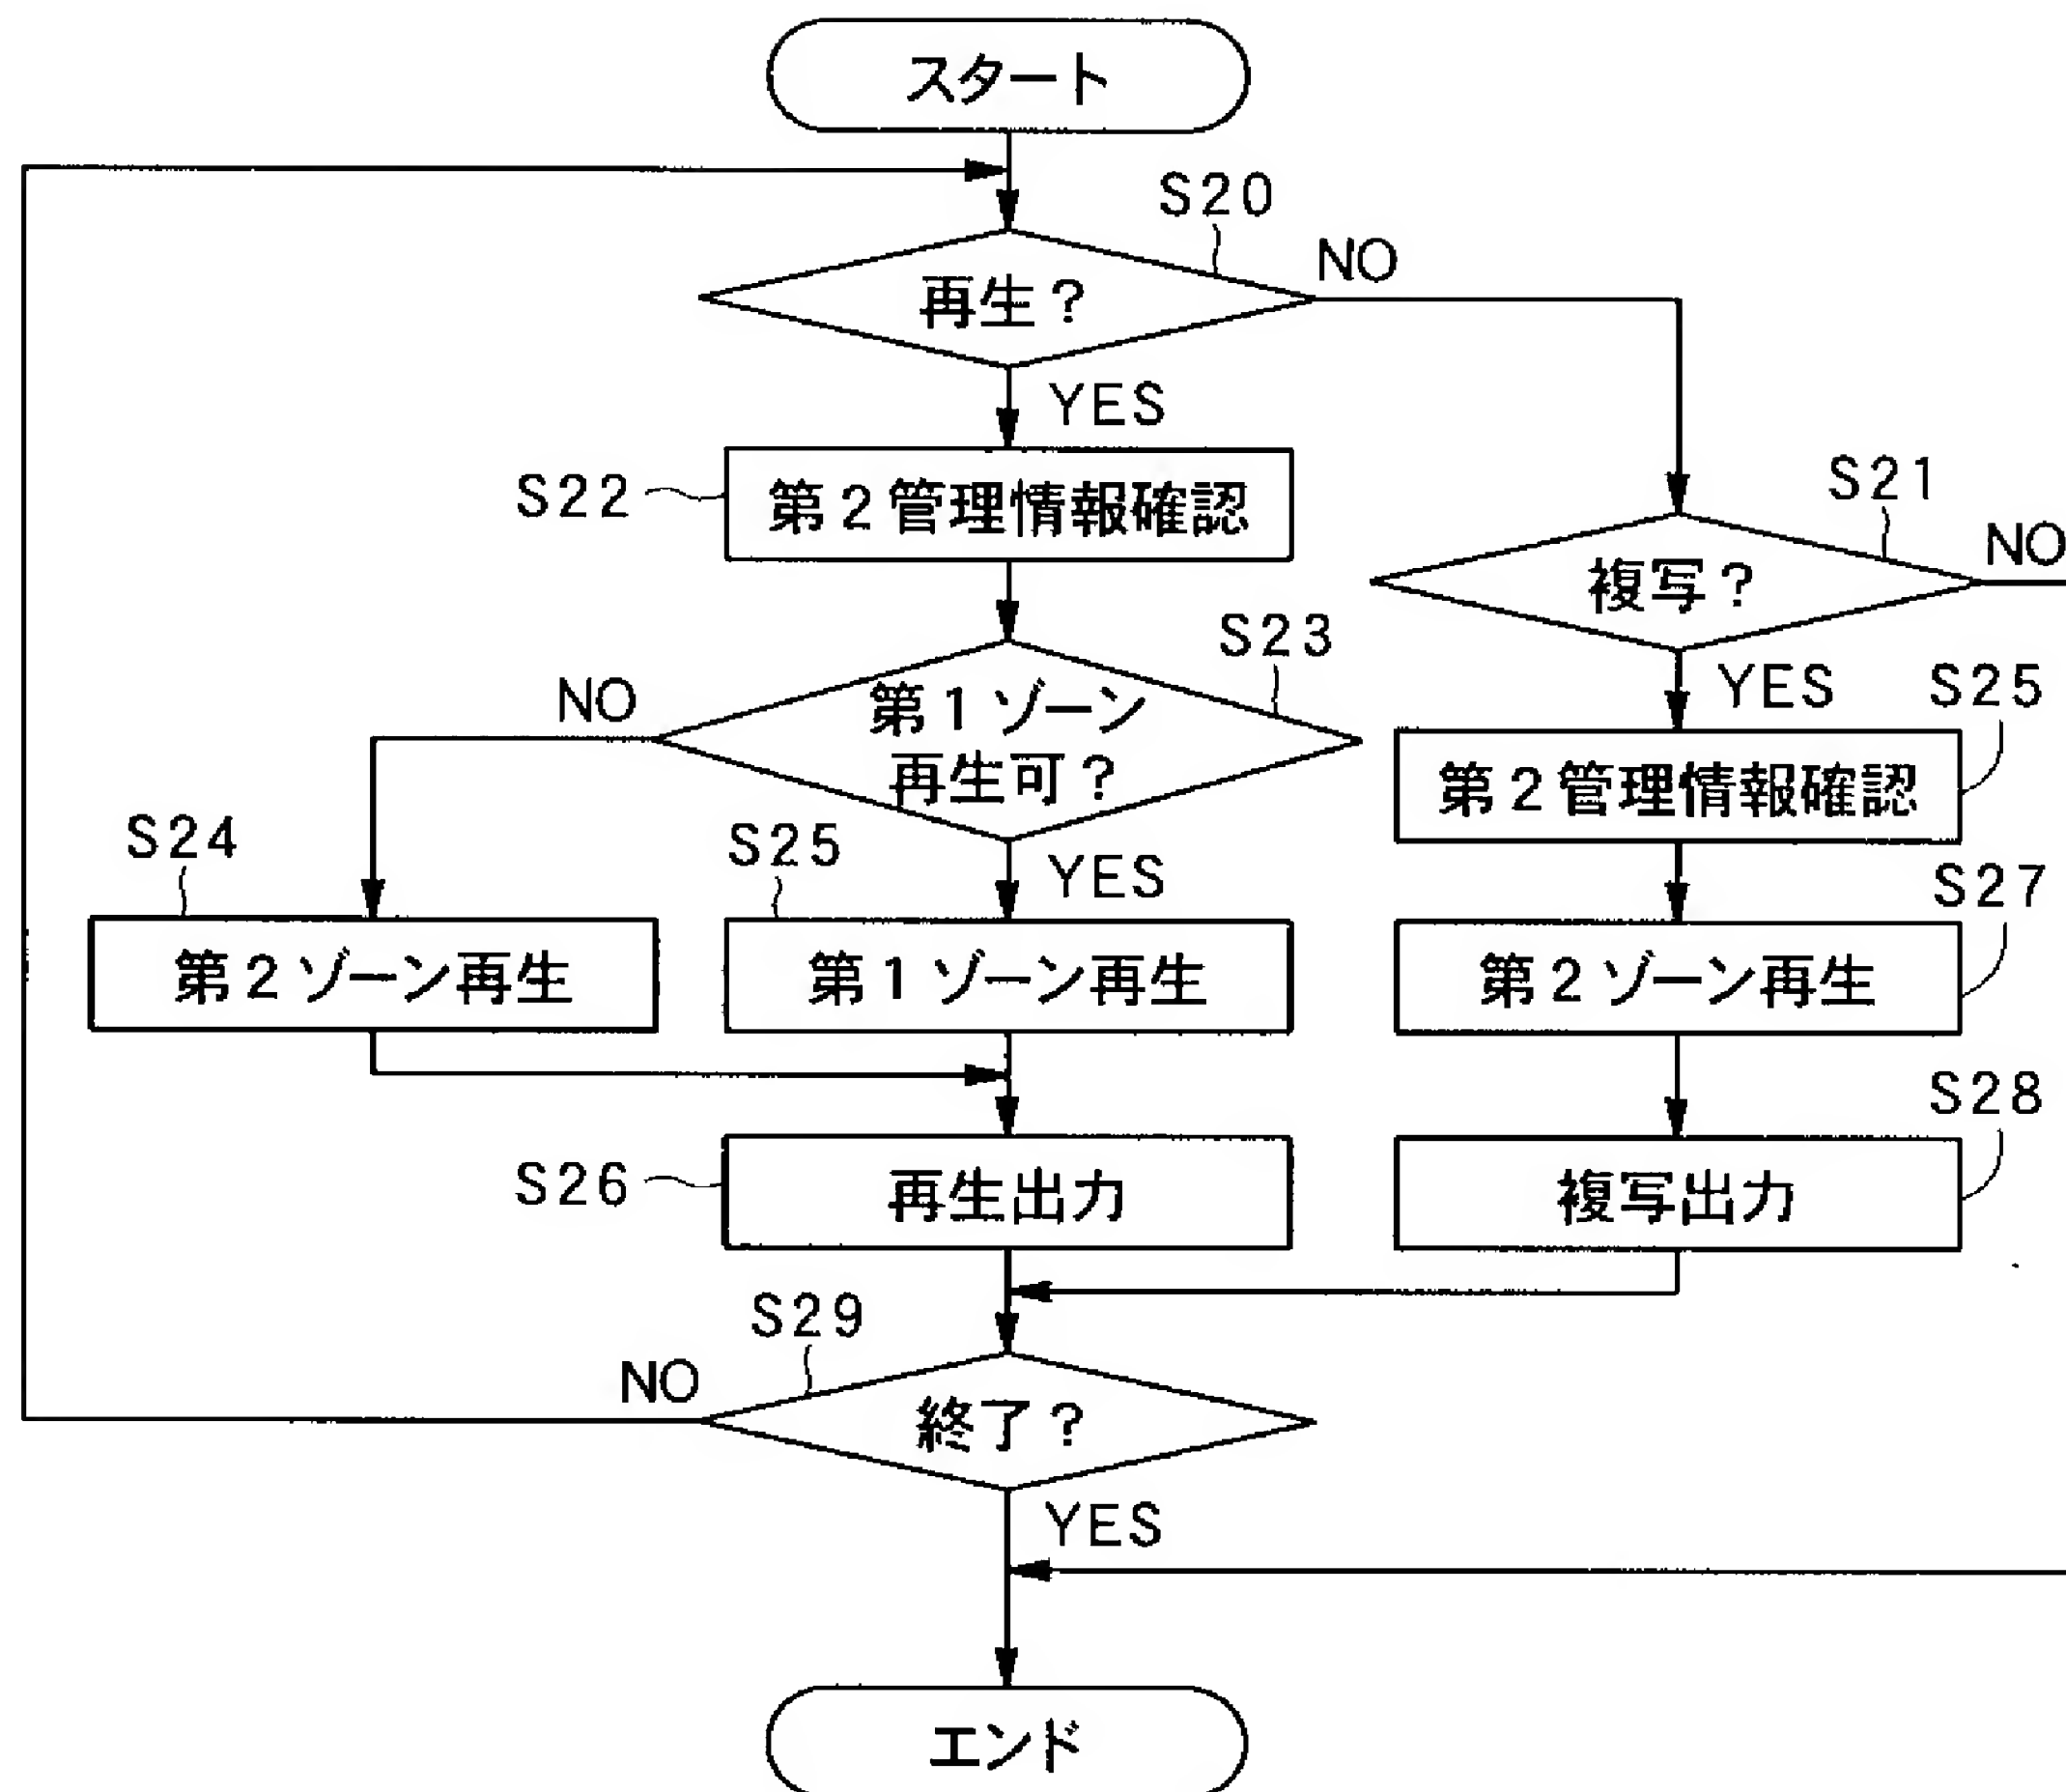 スタート
S20
再生？
NO
YES
S22
第2管理情報確認
S21
複写？
NO
S23
第1ゾーン
再生可？
NO
YES
S25
第2管理情報確認
S24
第2ゾーン再生
S25
YES
第1ゾーン再生
S27
第2ゾーン再生
S26
再生出力
S28
複写出力
S29
終了？
NO
YES
エンド